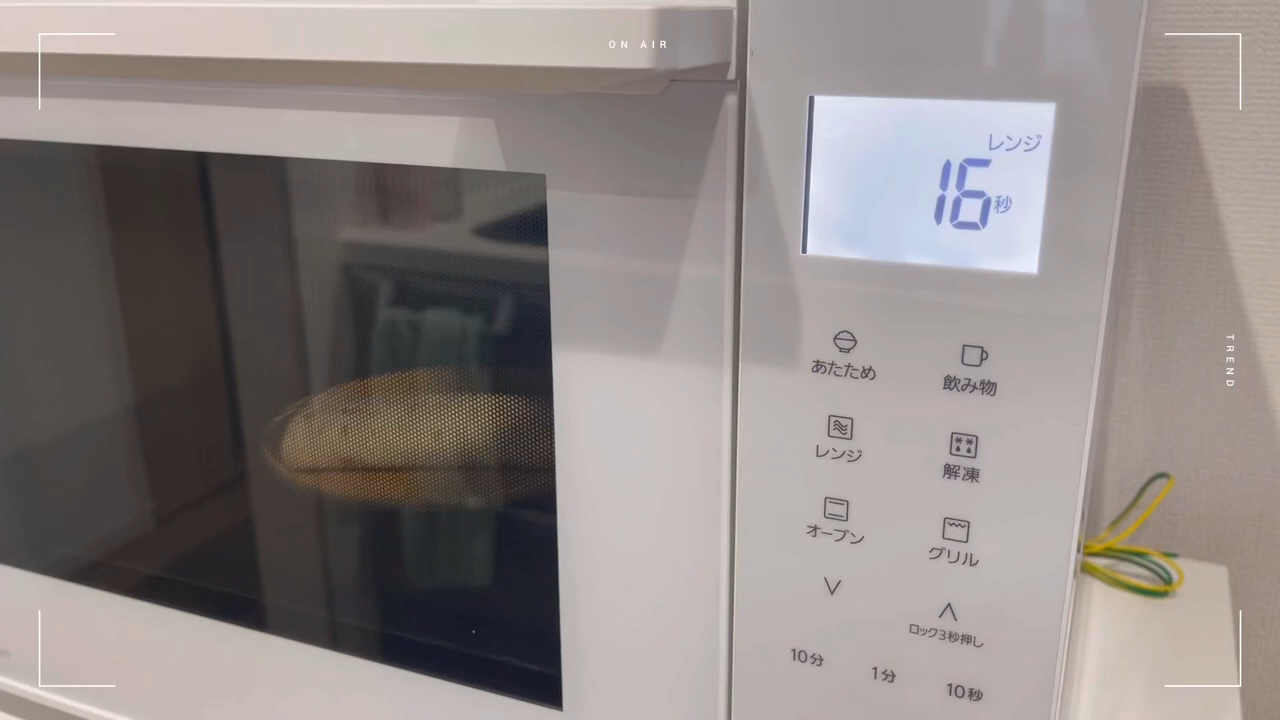 ON AIR
レンジ
16秒
TREND
あたため
飲み物
レンジ
解凍
オーブン
グリル
ロック3秒押し
10分
1分
10秒